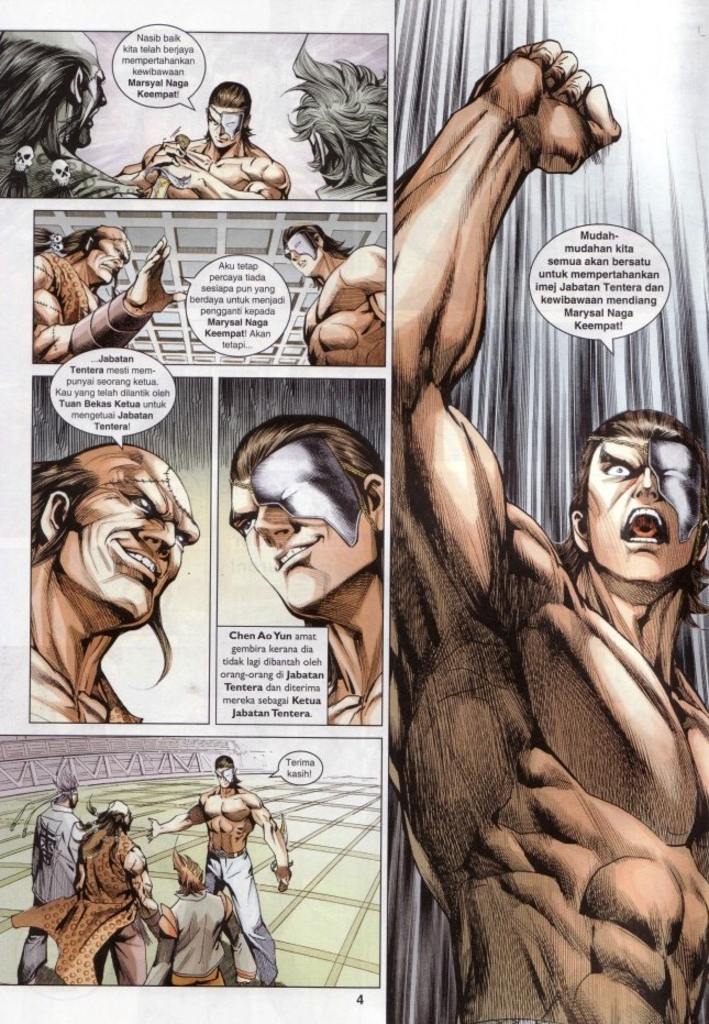 Nasib baik
kita telah berjaya
mempertahankan
kewibawaan
Marsyal Naga
Keempat!
Aku tetap
percaya tiada
sesiapa pun yang
berdaya untuk menjadi
pengganti kepada
Marysal Naga
Keempat! Akan
tetapi...
...Jabatan
Tentera mesti mem-
punyai seorang ketua.
Kau yang telah dilantik oleh
Tuan Bekas Ketua untuk
mengetuai Jabatan
Tentera!
Chen Ao Yun amat
gembira kerana dia
tidak lagi dibantah oleh
orang-orang di Jabatan
Tentera dan diterima
mereka sebagai Ketua
Jabatan Tentera.
Terima
kasih!
4
Mudah-
mudahan kita
semua akan bersatu
untuk mempertahankan
imej Jabatan Tentera dan
kewibawaan mendiang
Marysal Naga
Keempat!